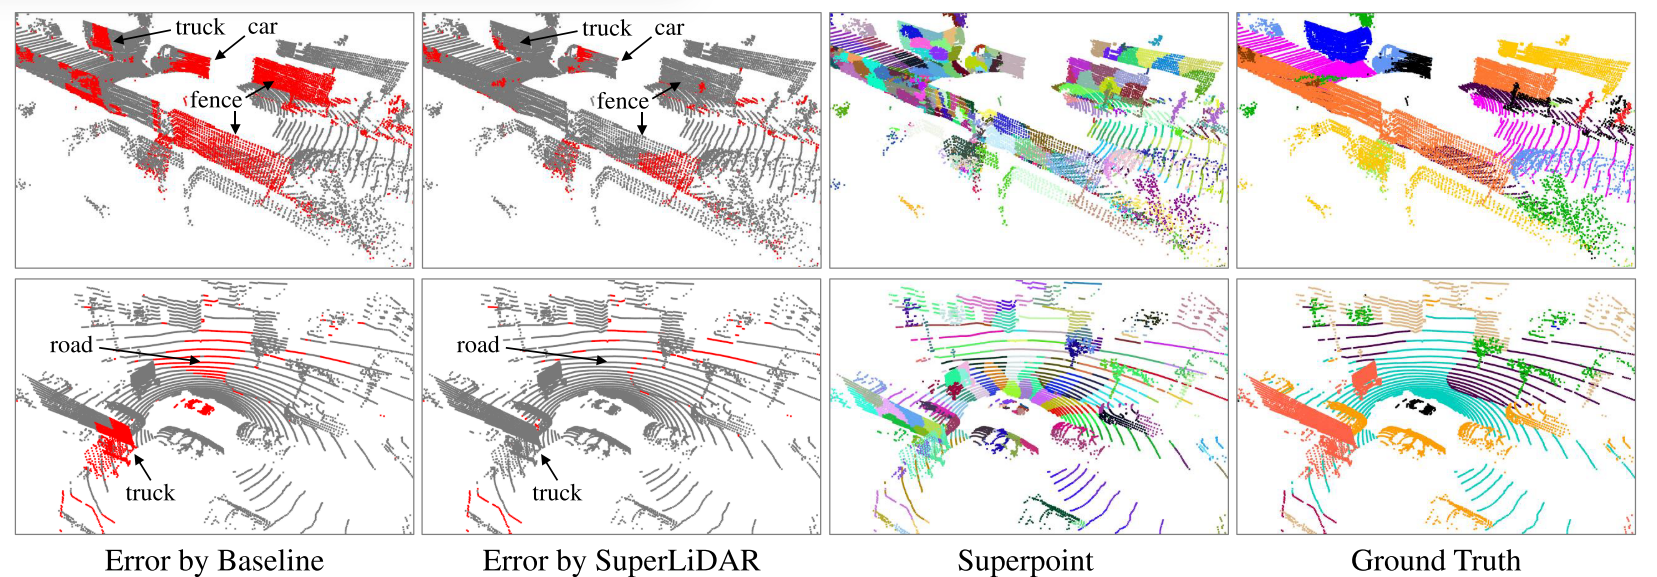 truck
car
fence
truck
car
fence
road
truck
road
truck
Error by Baseline
Error by SuperLiDAR
Superpoint
Ground Truth